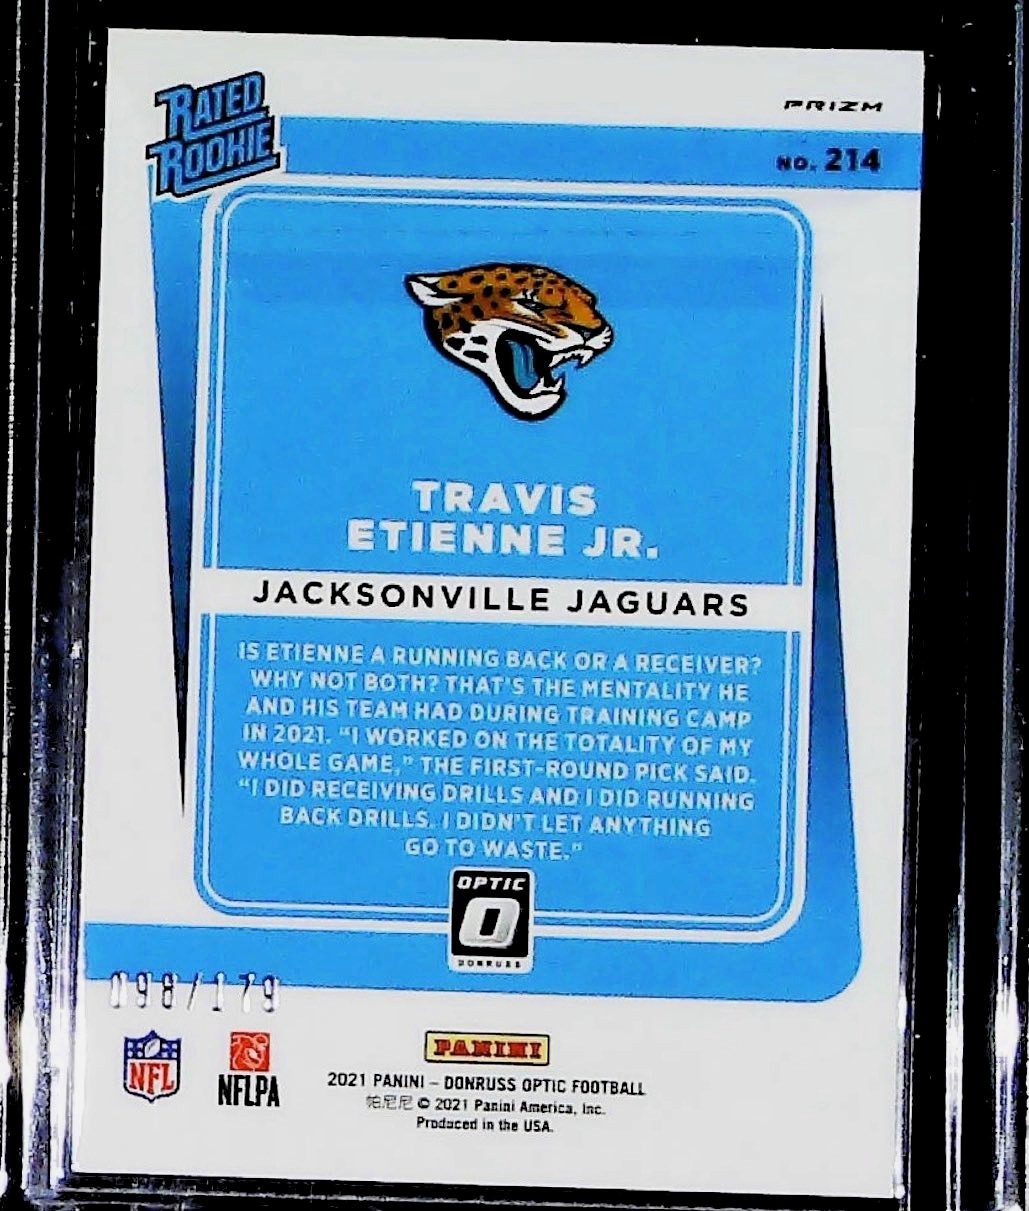 RATED
ROOKIE
PRIZM
NO. 214
TRAVIS
ETIENNE JR.
JACKSONVILLE JAGUARS
IS ETIENNE A RUNNING BACK OR A RECEIVER?
WHY NOT BOTH? THAT'S THE MENTALITY HE
AND HIS TEAM HAD DURING TRAINING CAMP
IN 2021. “I WORKED ON THE TOTALITY OF MY
WHOLE GAME,” THE FIRST-ROUND PICK SAID.
“I DID RECEIVING DRILLS AND I DID RUNNING
BACK DRILLS. I DIDN'T LET ANYTHING
GO TO WASTE.”
OPTIC
O
DONRUSS
098/179
NFL
NFLPA
PANINI
2021 PANINI – DONRUSS OPTIC FOOTBALL
帕尼尼 © 2021 Panini America, Inc.
Produced in the USA.